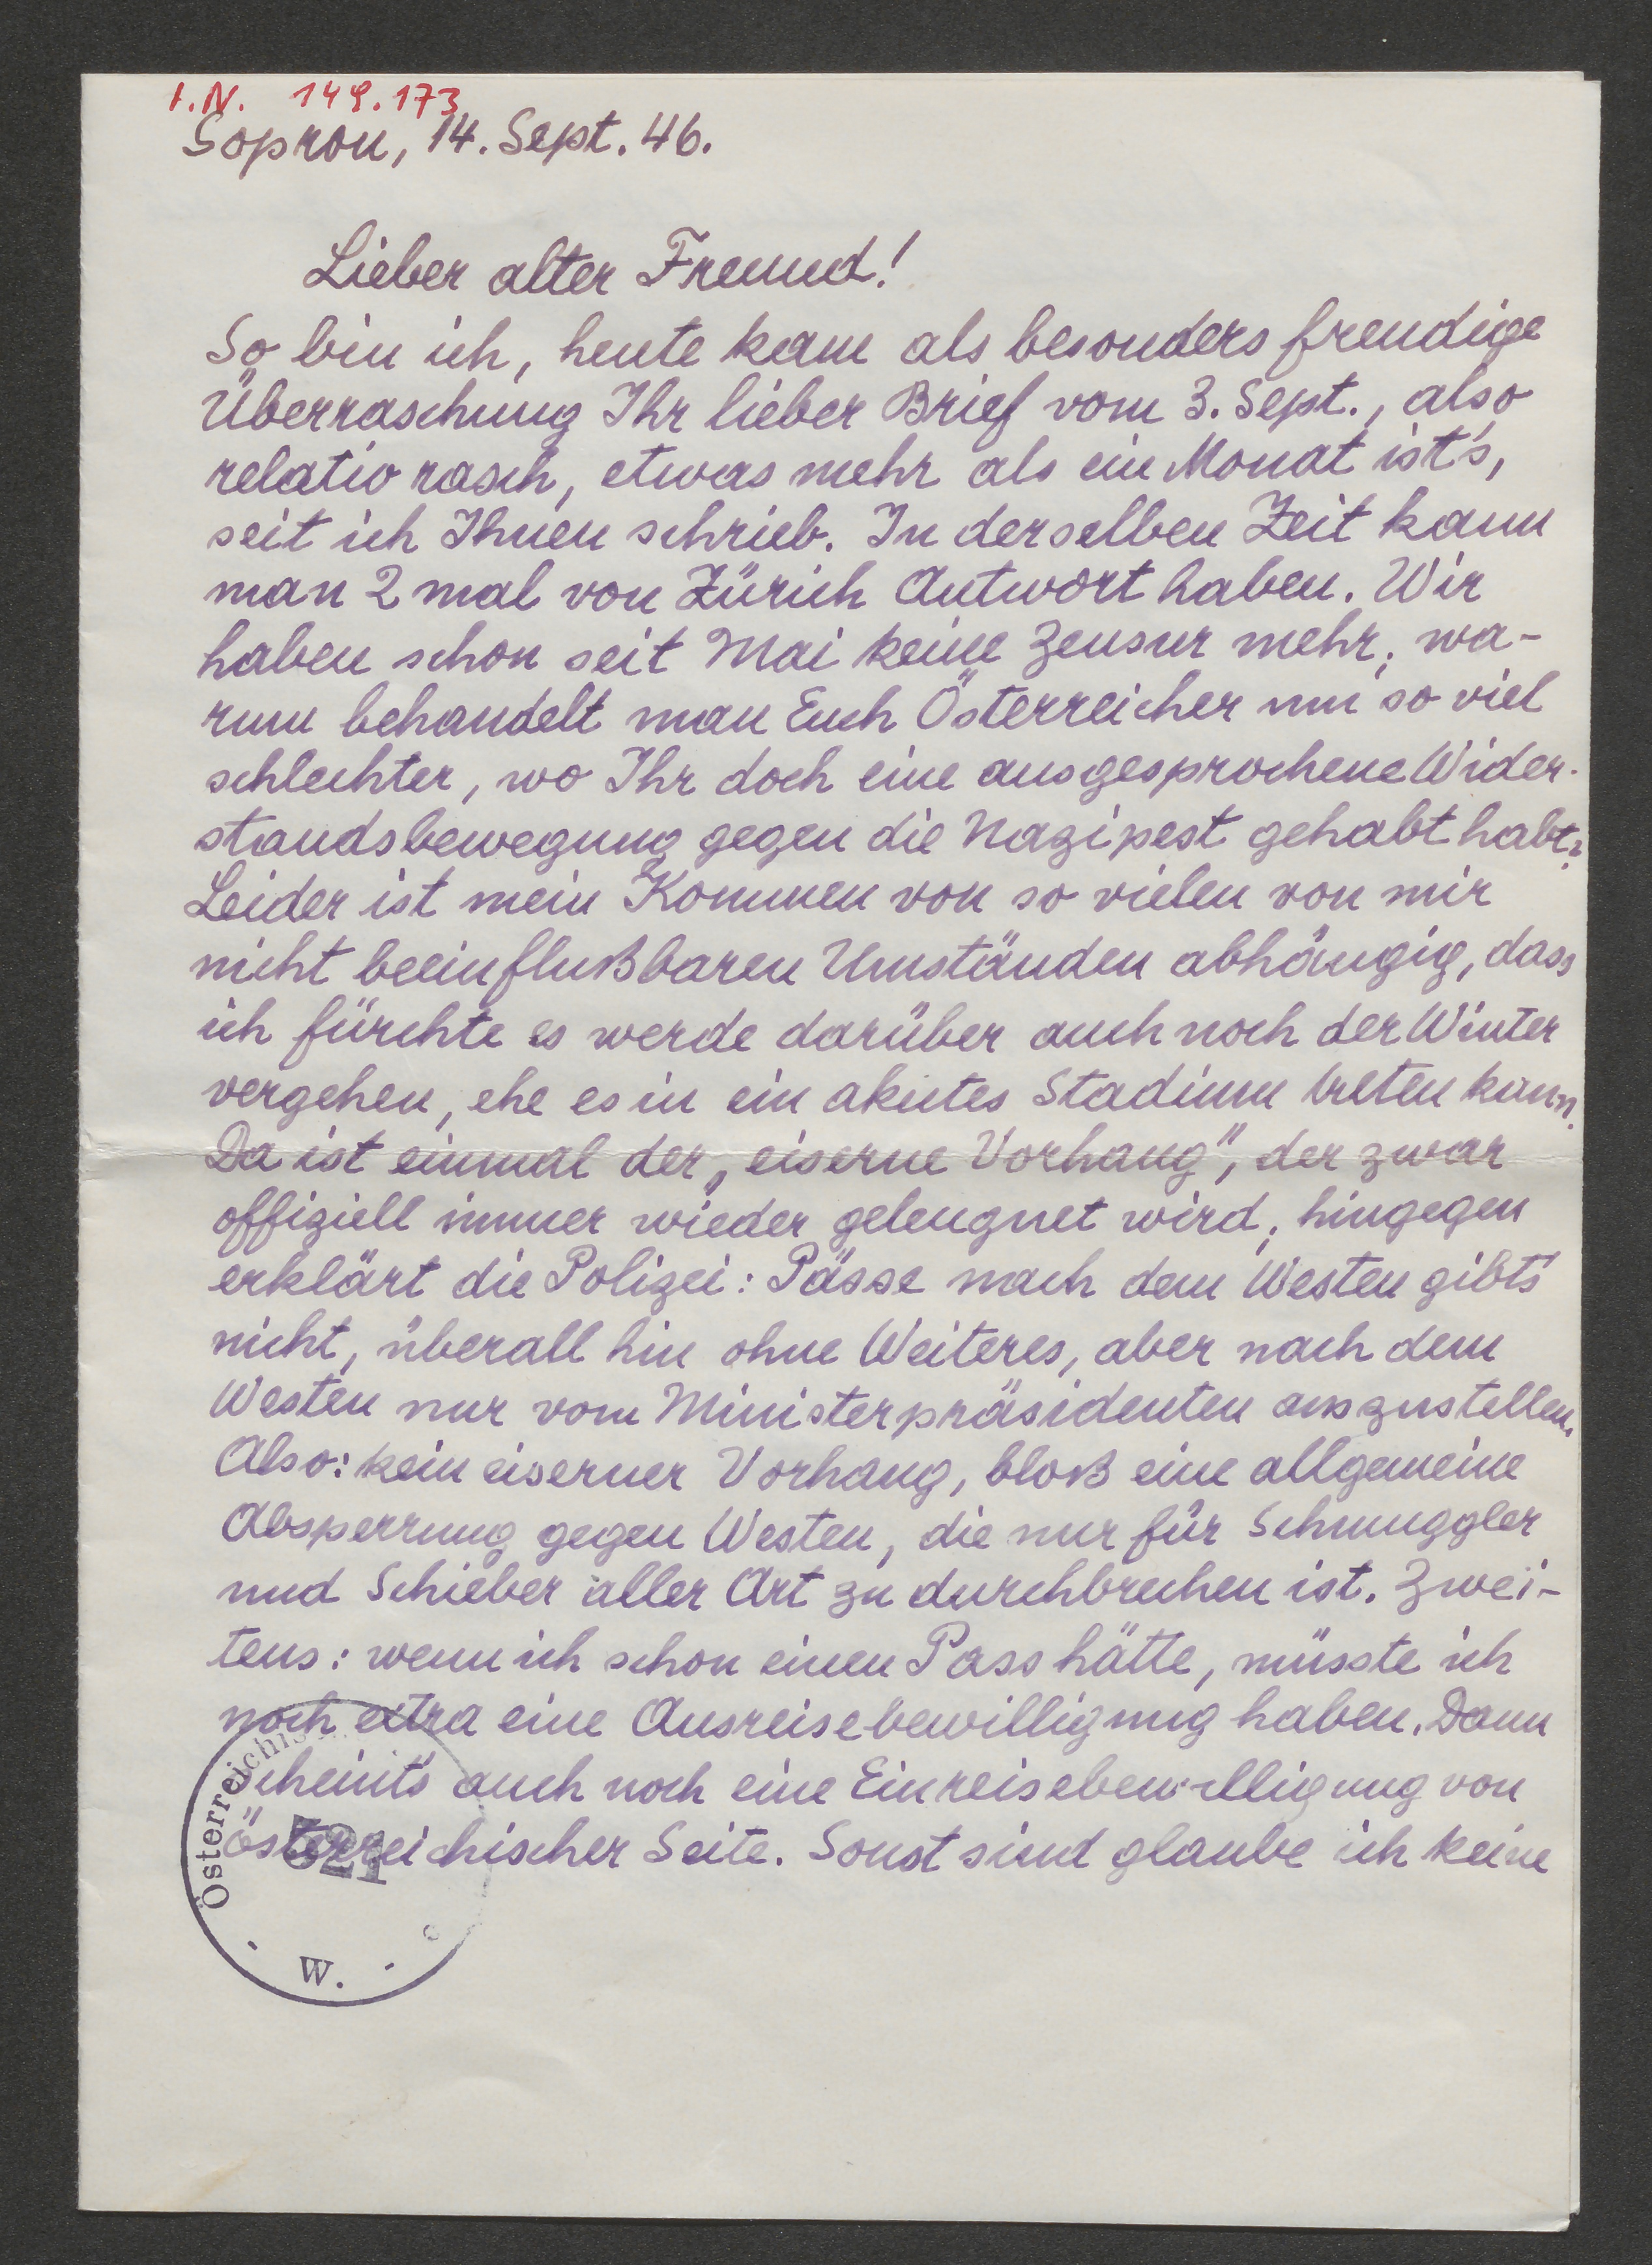 I.N. 149.173
Sopron, 14. Sept. 46.
Lieber alter Freund!
So bin ich, heute kam als besonders freudige
Überraschung Ihr lieber Brief vom 3. Sept., also
relativ rasch, etwas mehr als ein Monat ist's,
seit ich Ihnen schrieb. In derselben Zeit kann
man 2 mal von Zürich Antwort haben. Wir
haben schon seit Mai keine Zensur mehr, wa-
rum behandelt man Euch Österreicher nun so viel
schlechter, wo Ihr doch eine ausgesprochene Wider-
standsbewegung gegen die Nazipest gehabt habt?
Leider ist mein Kommen von so vielen von mir
nicht beeinflußbaren Umständen abhängig, dass
ich fürchte es werde darüber auch noch der Winter
vergehen, ehe es in ein akutes Stadium treten kann.
Da ist einmal der „eiserne Vorhang", der zwar
offiziell immer wieder geleugnet wird, hingegen
erklärt die Polizei: Pässe nach dem Westen gibt's
nicht, überall hin ohne Weiteres, aber nach dem
Westen nur vom Ministerpräsidenten auszustellen.
Also: kein eiserner Vorhang, bloß eine allgemeine
Absperrung gegen Westen, die nur für Schmuggler
und Schieber aller Art zu durchbrechen ist. Zwei-
tens: wenn ich schon einen Pass hätte, müsste ich
noch extra eine Ausreisebewilligung haben. Dann
scheint's auch noch eine Einreisebewilligung von
österreichischer Seite. Sonst sind glaube ich keine
Österreichis
521
W.